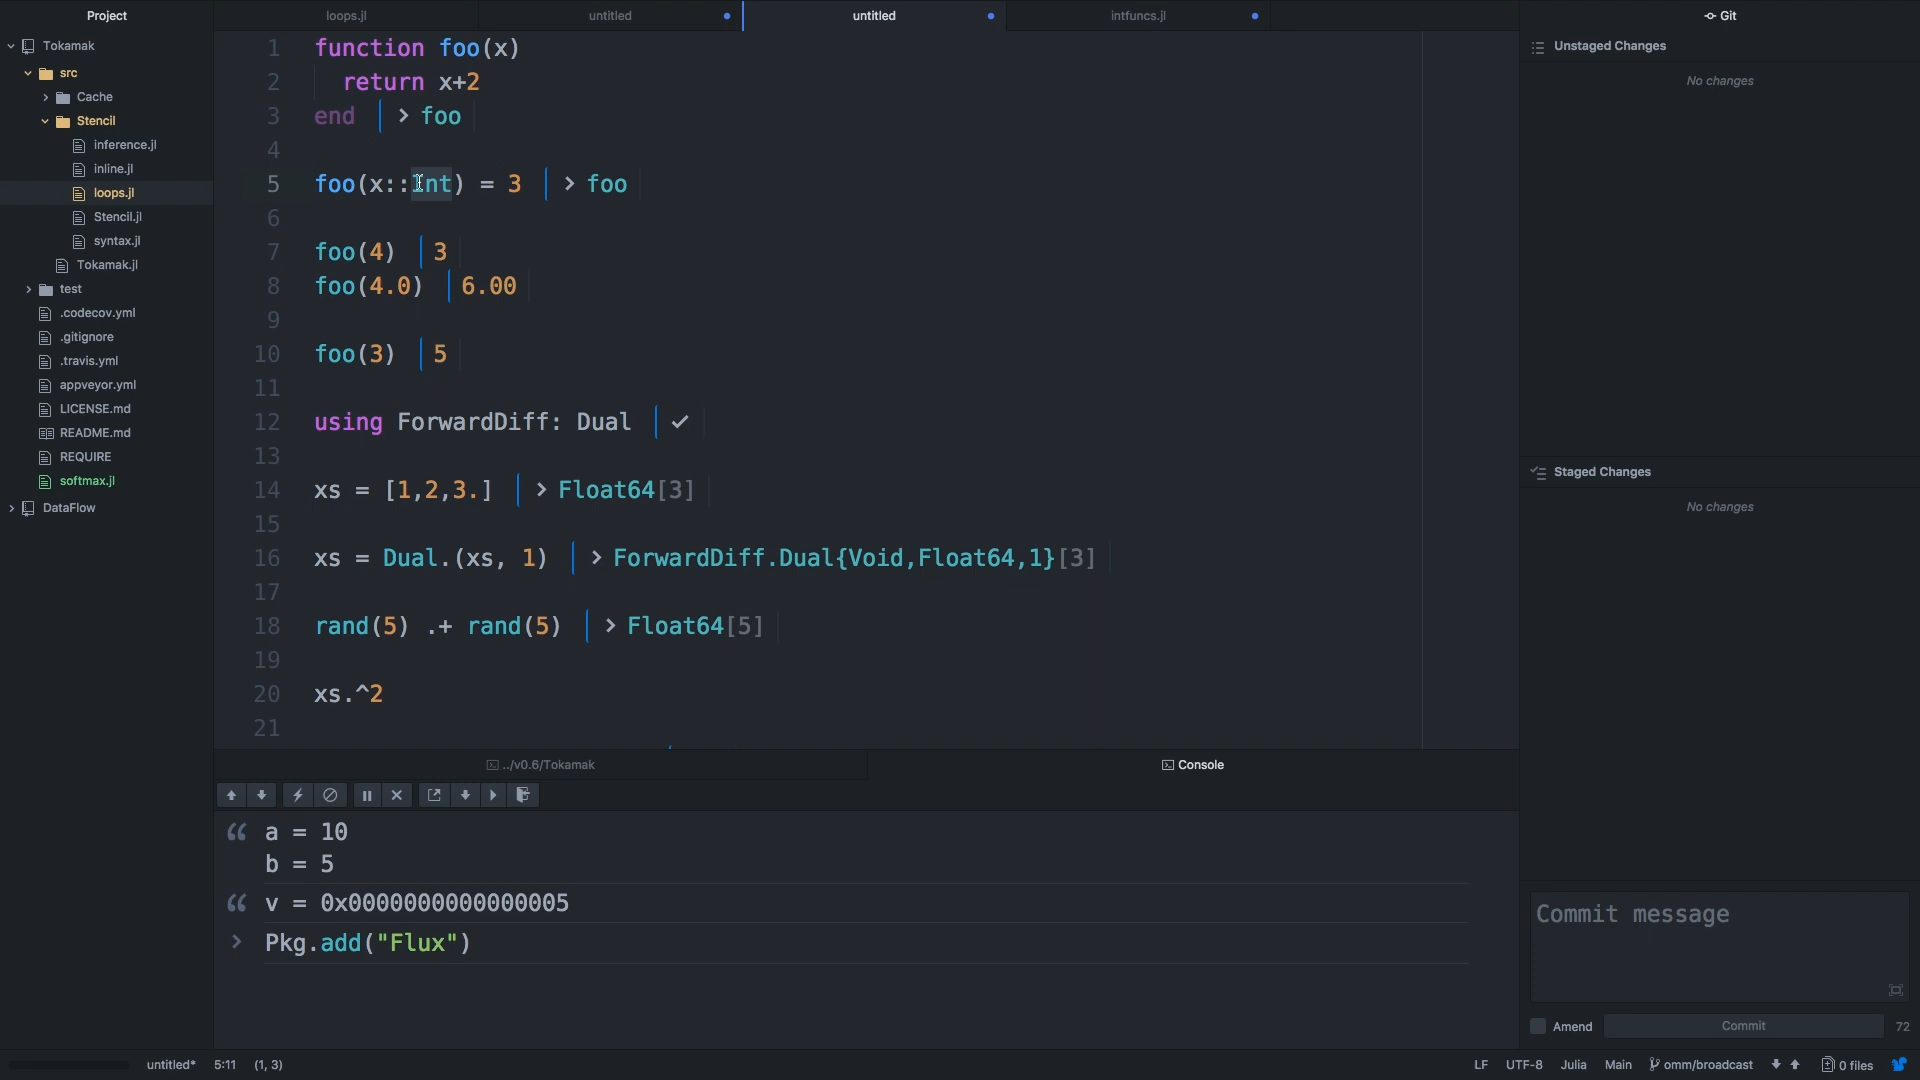 Project
loops.jl
untitled
untitled
intfuncs.jl
Git
Tokamak
src
Cache
Stencil
inference.jl
inline.jl
loops.jl
Stencil.jl
syntax.jl
Tokamak.jl
test
.codecov.yml
.gitignore
.travis.yml
appveyor.yml
LICENSE.md
README.md
REQUIRE
softmax.jl
DataFlow
1 function foo(x)
2 return x+2
3 end > foo
4
5 foo(x::Int) = 3 > foo
6
7 foo(4) 3
8 foo(4.0) 6.00
9
10 foo(3) 5
11
12 using ForwardDiff: Dual ✓
13
14 xs = [1,2,3.] > Float64[3]
15
16 xs = Dual.(xs, 1) > ForwardDiff.Dual{Void,Float64,1}[3]
17
18 rand(5) .+ rand(5) > Float64[5]
19
20 xs.^2
21
../v0.6/Tokamak
Console
a = 10
b = 5
v = 0x0000000000000005
> Pkg.add("Flux")
Unstaged Changes
No changes
Staged Changes
No changes
Commit message
Amend
Commit
72
untitled* 5:11 (1, 3)
LF UTF-8 Julia Main omm/broadcast 0 files